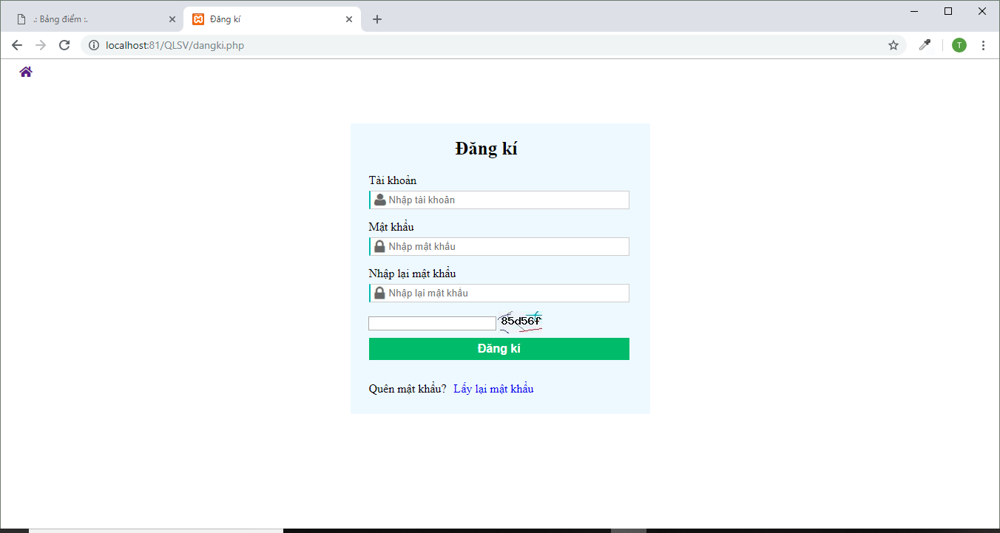 .: Bảng điểm :.
Đăng kí
localhost:81/QLSV/dangki.php
T
Đăng kí
Tài khoản
Nhập tài khoản
Mật khẩu
Nhập mật khẩu
Nhập lại mật khẩu
Nhập lại mật khẩu
85d56f
Đăng kí
Quên mật khẩu? Lấy lại mật khẩu